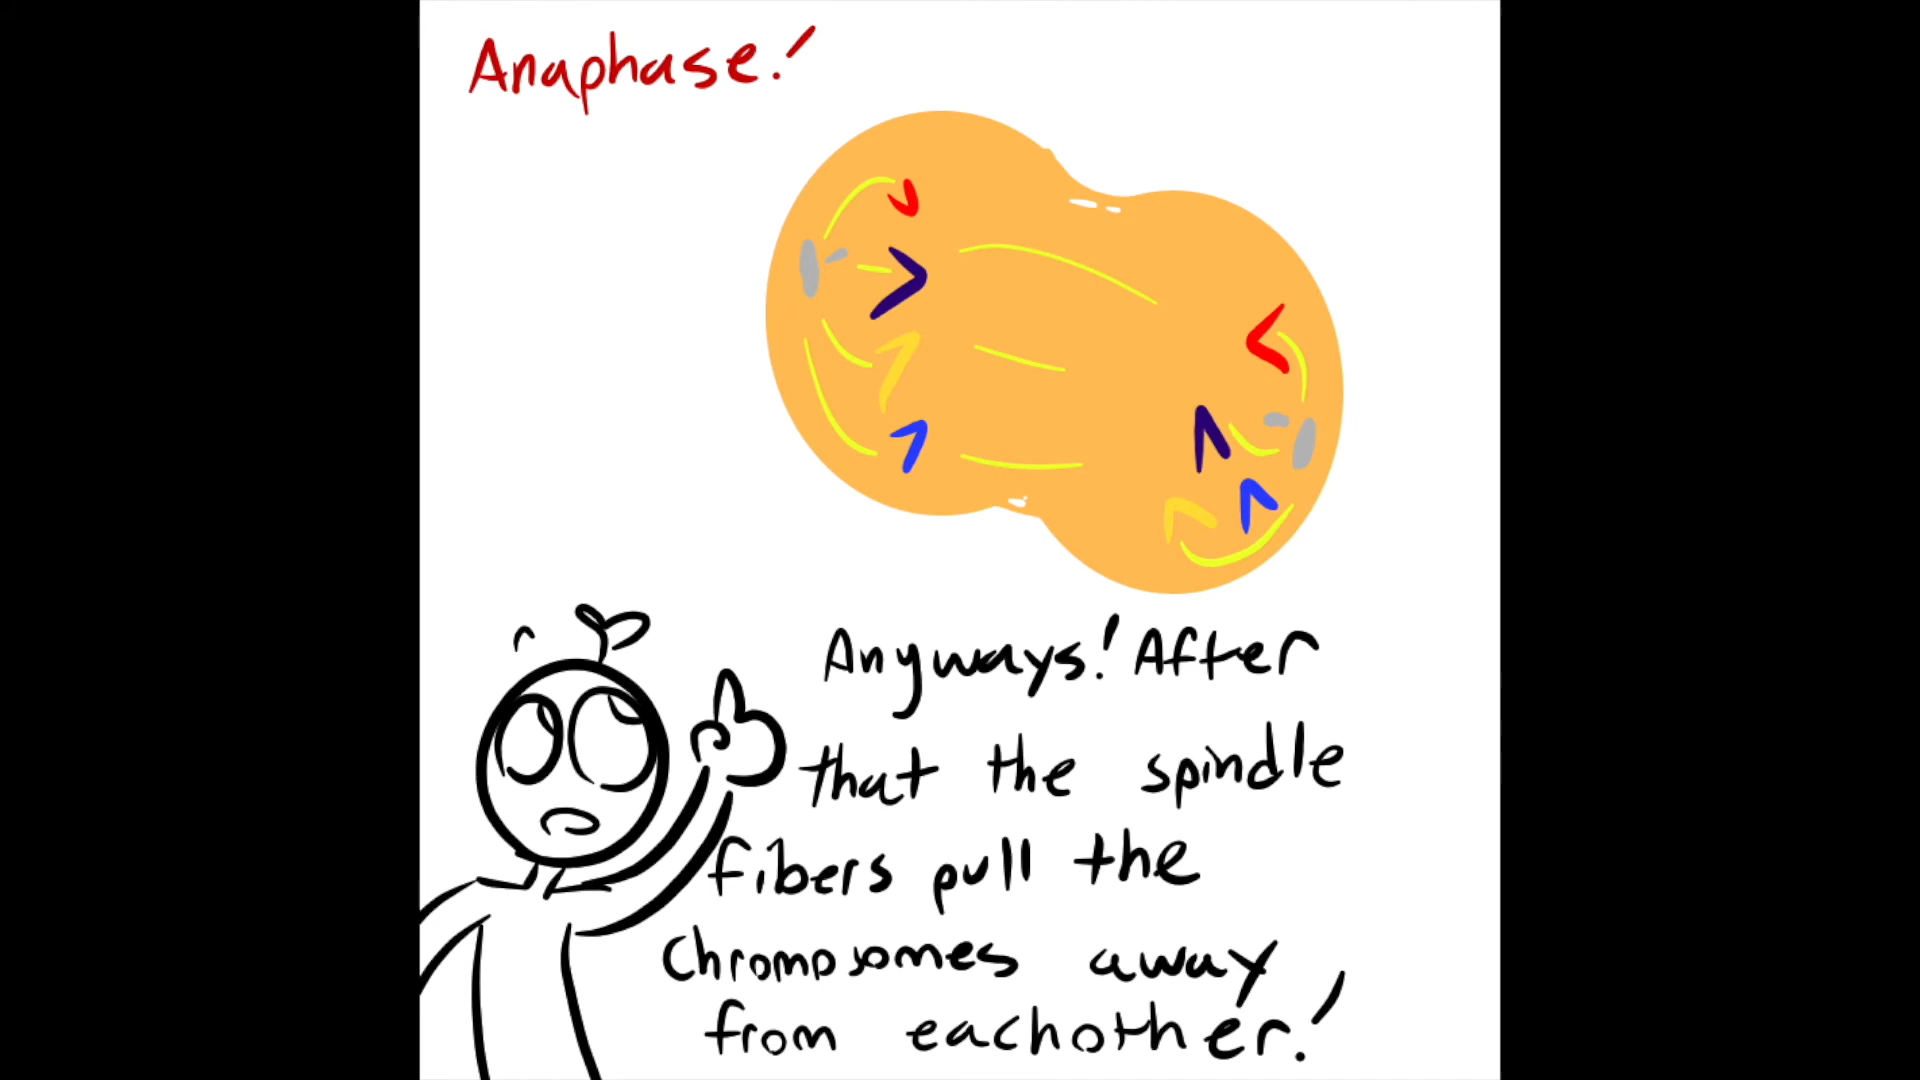 Anaphase!
Anyways! After
that the spindle
fibers pull the
Chromosomes away
from eachother!